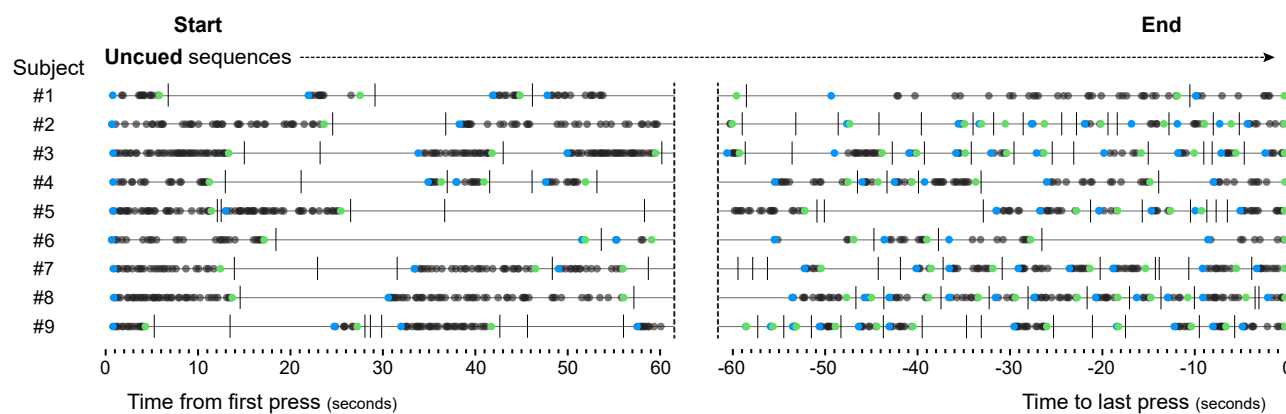 Start End
Uncued sequences
Subject
#1
#2
#3
#4
#5
#6
#7
#8
#9
0 10 20 30 40 50 60 -60 -50 -40 -30 -20 -10 0
Time from first press (seconds) Time to last press (seconds)